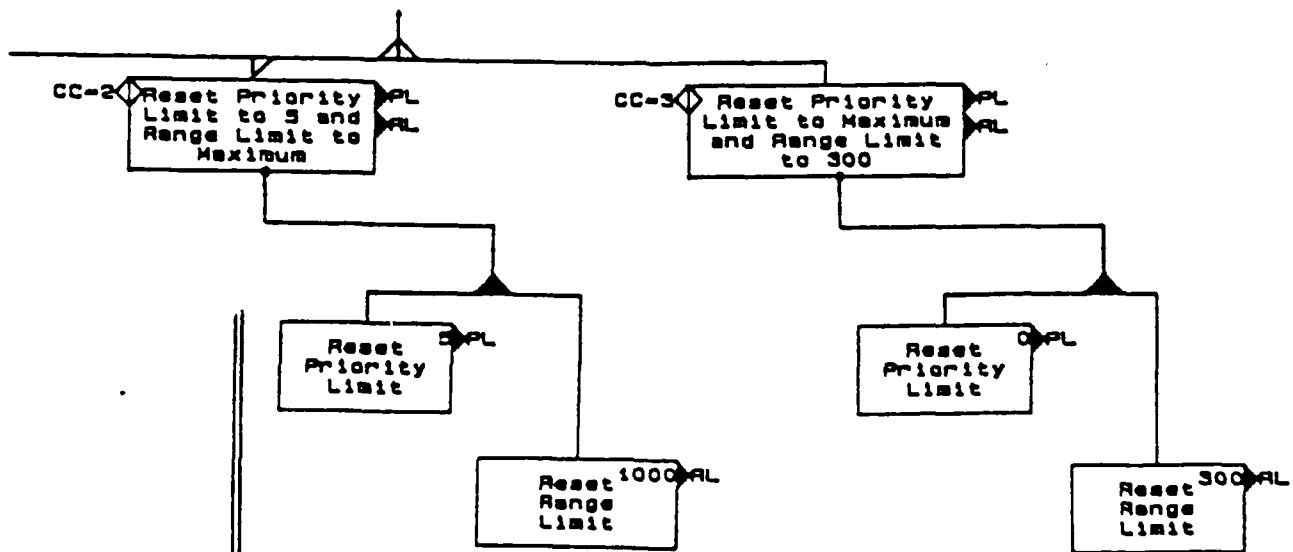 CC=2
Reset Priority
Limit to 5 and
Range Limit to
Maximum
PL
RL
CC=3
Reset Priority
Limit to Maximum
and Range Limit
to 300
PL
RL
Reset
Priority
Limit
5
PL
Reset
Range
Limit
1000
RL
Reset
Priority
Limit
0
PL
Reset
Range
Limit
300
RL